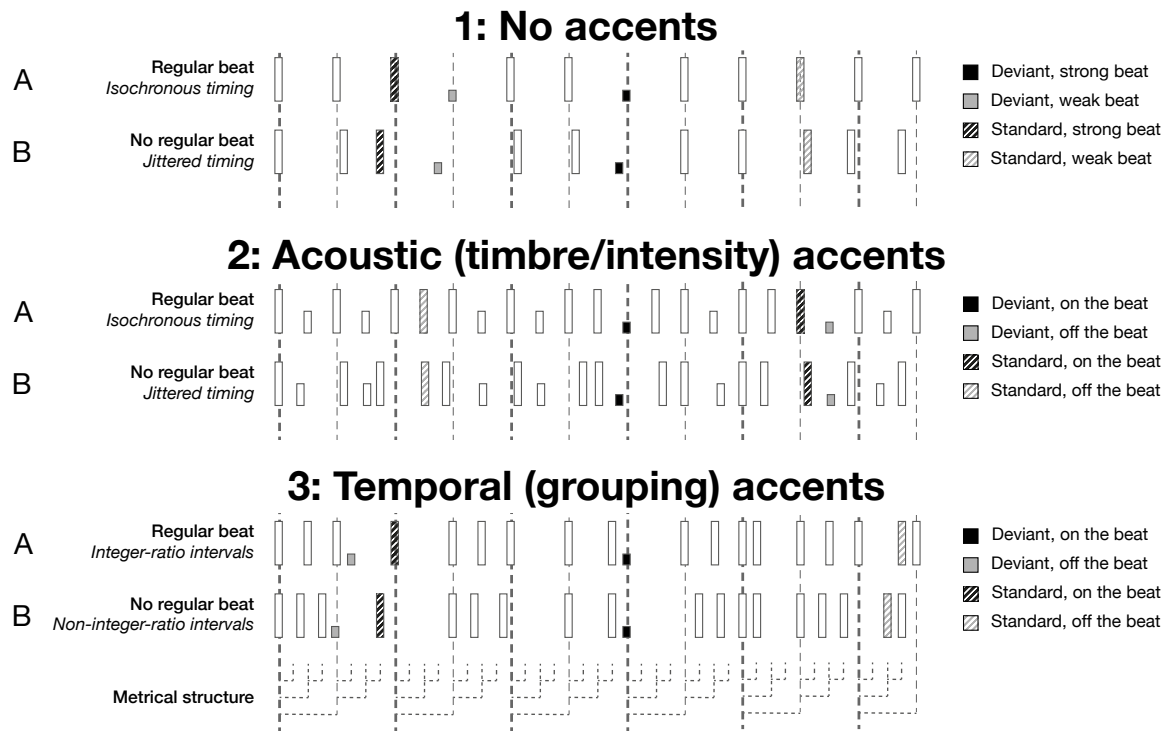 1: No accents
A
Regular beat
Isochronous timing
B
No regular beat
Jittered timing
Deviant, strong beat
Deviant, weak beat
Standard, strong beat
Standard, weak beat
2: Acoustic (timbre/intensity) accents
A
Regular beat
Isochronous timing
B
No regular beat
Jittered timing
Deviant, on the beat
Deviant, off the beat
Standard, on the beat
Standard, off the beat
3: Temporal (grouping) accents
A
Regular beat
Integer-ratio intervals
B
No regular beat
Non-integer-ratio intervals
Deviant, on the beat
Deviant, off the beat
Standard, on the beat
Standard, off the beat
Metrical structure